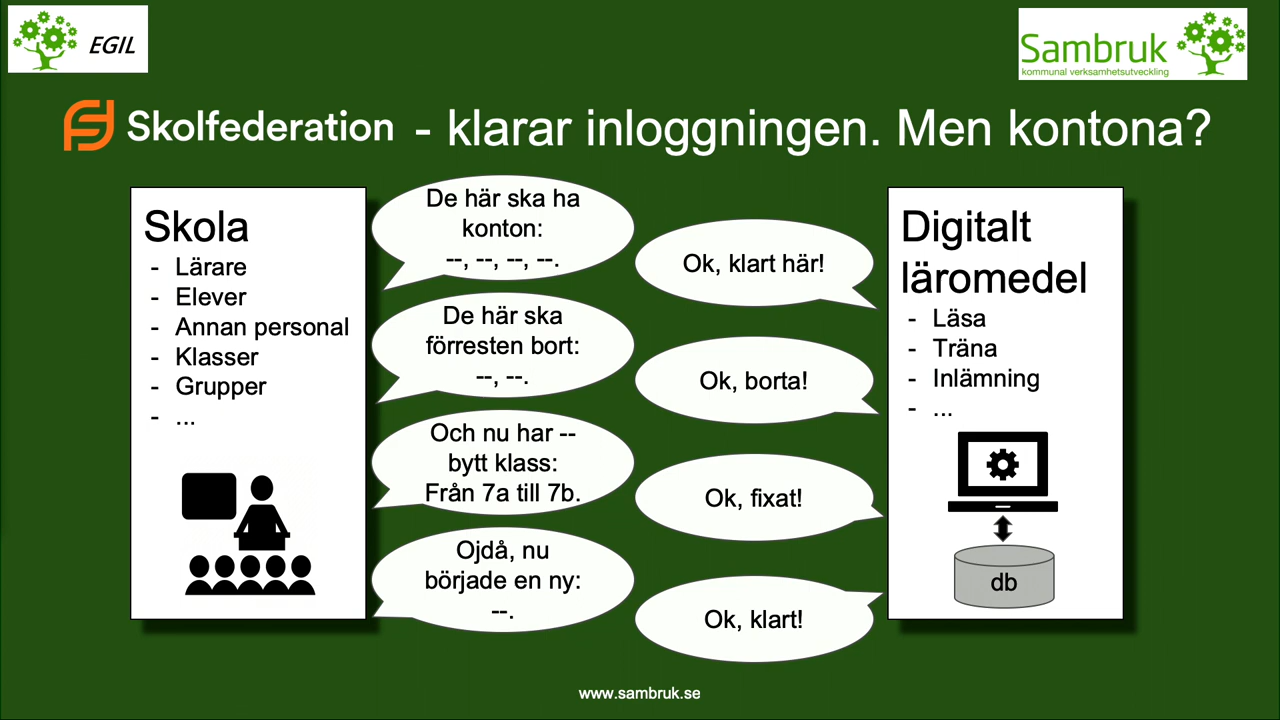 EGIL
Sambruk
kommunal verksamhetsutveckling
Skolfederation - klarar inloggningen. Men kontona?
Skola
- Lärare
- Elever
- Annan personal
- Klasser
- Grupper
- ...
De här ska ha
konton:
--, --, --, --.
Ok, klart här!
De här ska
förresten bort:
--, --.
Ok, borta!
Och nu har --
bytt klass:
Från 7a till 7b.
Ok, fixat!
Ojdå, nu
började en ny:
--.
Ok, klart!
Digitalt
läromedel
- Läsa
- Träna
- Inlämning
- ...
db
www.sambruk.se